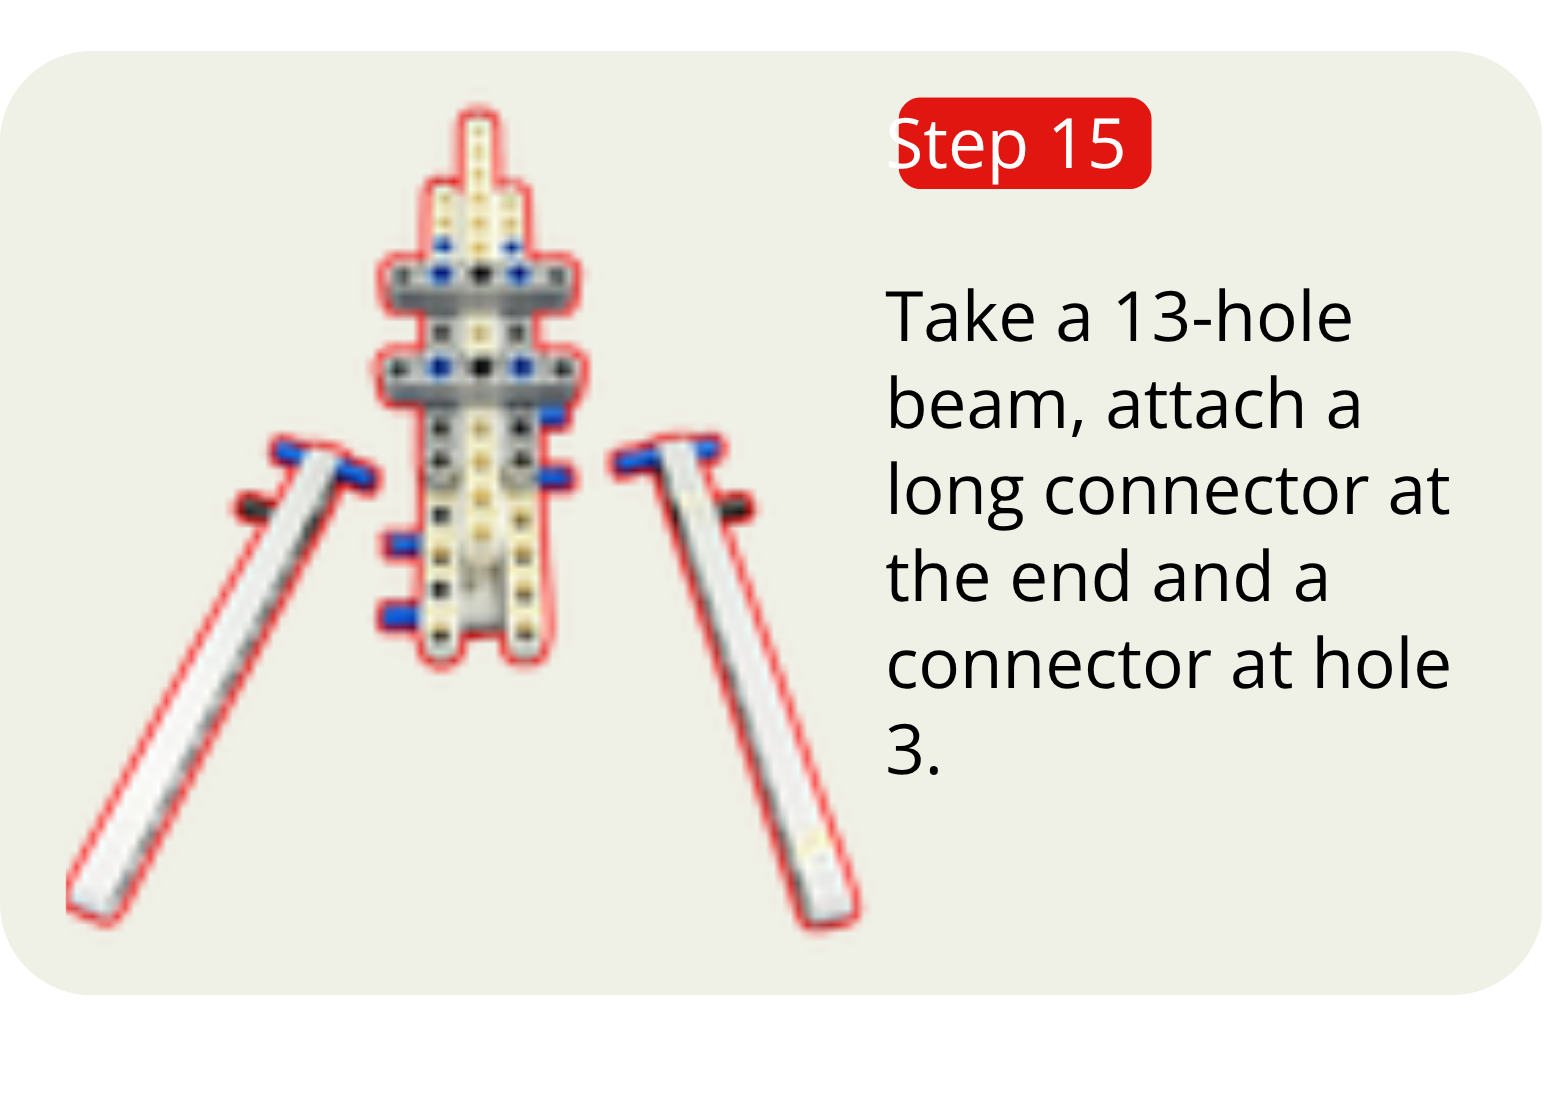 Step 15
Take a 13-hole
beam, attach a
long connector at
the end and a
connector at hole
3.